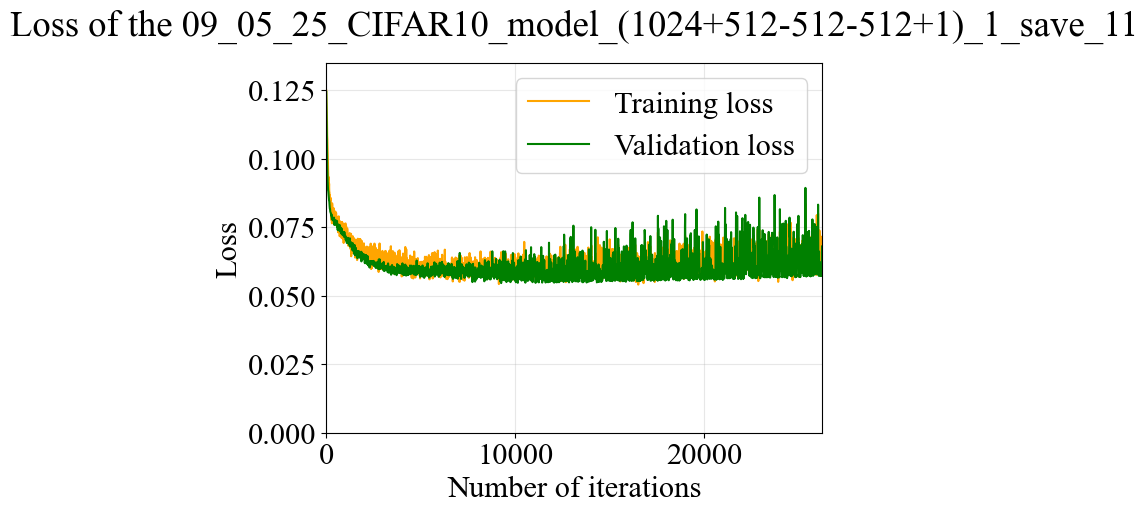 Loss of the 09_05_25_CIFAR10_model_(1024+512-512-512+1)_1_save_11
Training loss
Validation loss
Loss
0.125
0.100
0.075
0.050
0.025
0.000
0
10000
20000
Number of iterations